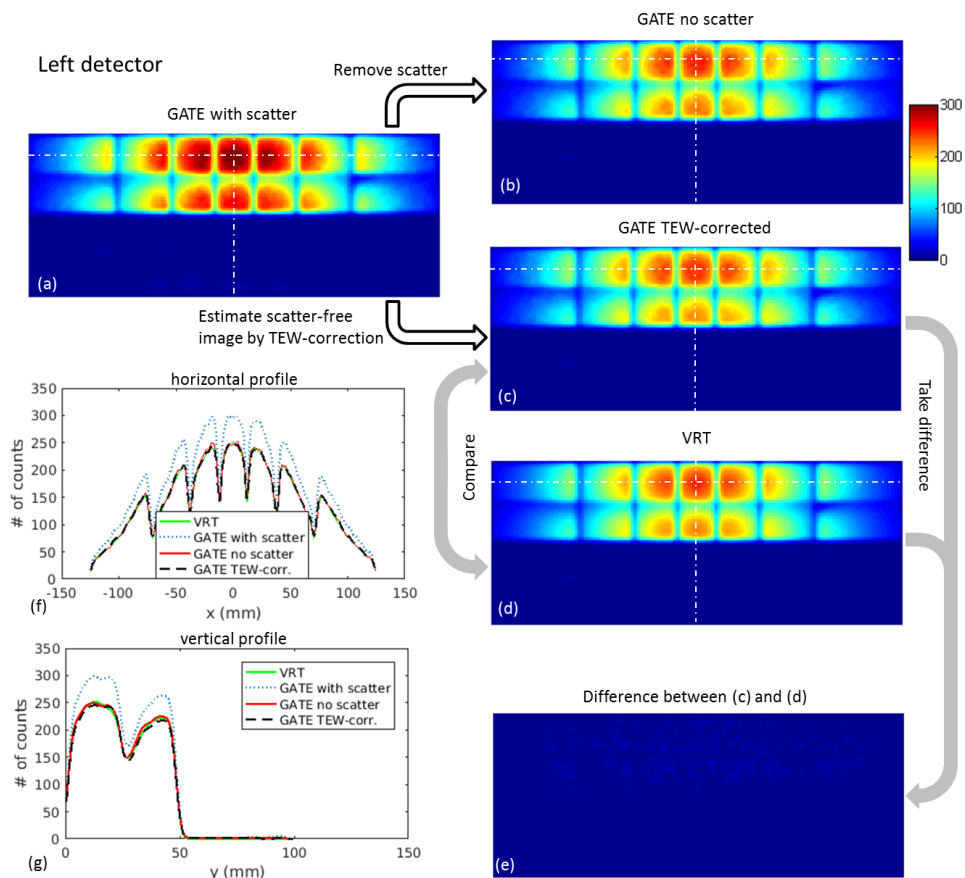 GATE no scatter
Left detector
Remove scatter
GATE with scatter
(b)
300
200
100
0
GATE TEW-corrected
(a)
Estimate scatter-free
image by TEW-correction
(c)
Take difference
Compare
VRT
(d)
horizontal profile
350
300
250
200
150
100
50
0
# of counts
VRT
GATE with scatter
GATE no scatter
GATE TEW-corr.
-150 -100 -50 0 50 100 150
x (mm)
(f)
vertical profile
350
300
250
200
150
100
50
0
# of counts
VRT
GATE with scatter
GATE no scatter
GATE TEW-corr.
0 50 100 150
y (mm)
(g)
Difference between (c) and (d)
(e)